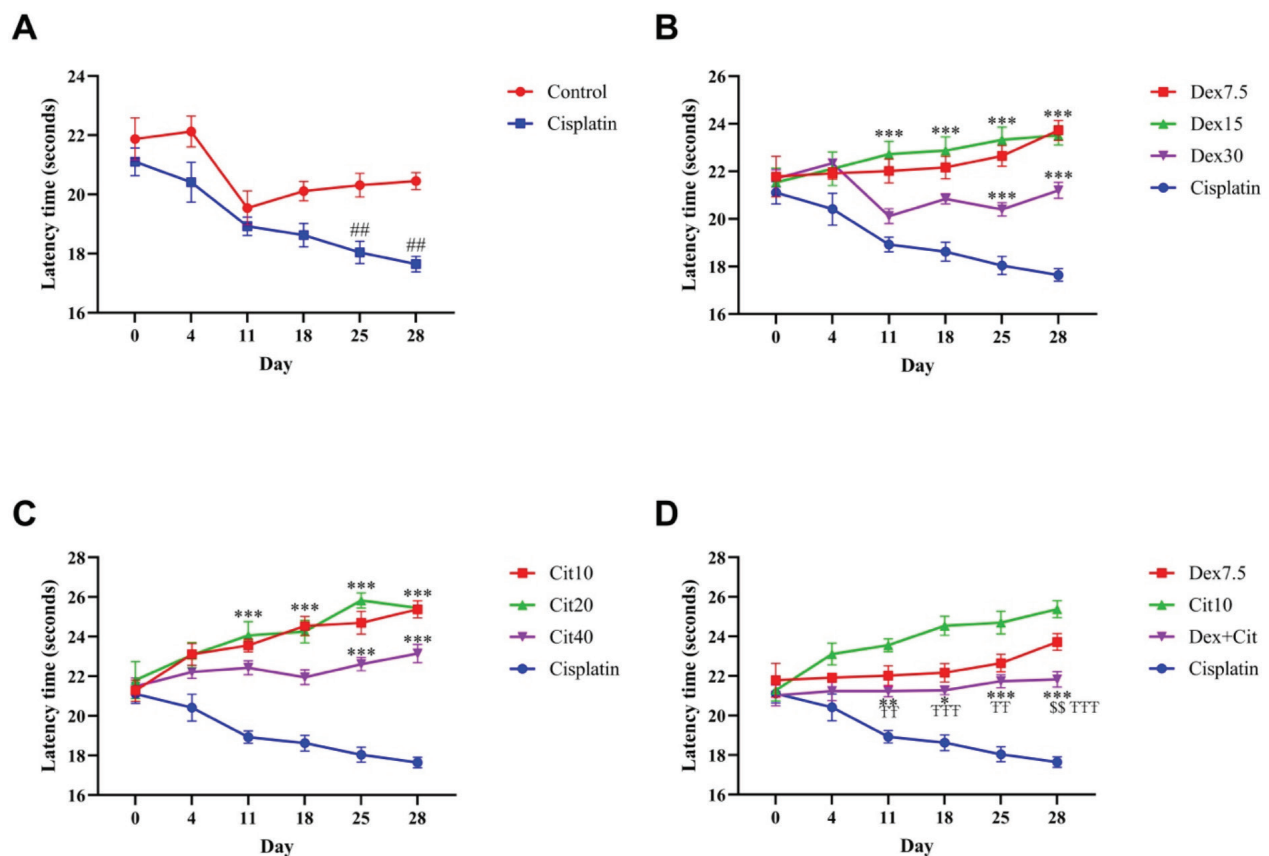 A
Latency time (seconds)
24
22
20
18
16
##
##
0 4 11 18 25 28
Day
Control
Cisplatin
B
Latency time (seconds)
26
24
22
20
18
16
*** *** *** ***
*** ***
0 4 11 18 25 28
Day
Dex7.5
Dex15
Dex30
Cisplatin
C
Latency time (seconds)
28
26
24
22
20
18
16
*** *** *** ***
*** ***
0 4 11 18 25 28
Day
Cit10
Cit20
Cit40
Cisplatin
D
Latency time (seconds)
28
26
24
22
20
18
16
** * *** ***
ŦŦ ŦŦŦ ŦŦ $$ ŦŦŦ
0 4 11 18 25 28
Day
Dex7.5
Cit10
Dex+Cit
Cisplatin